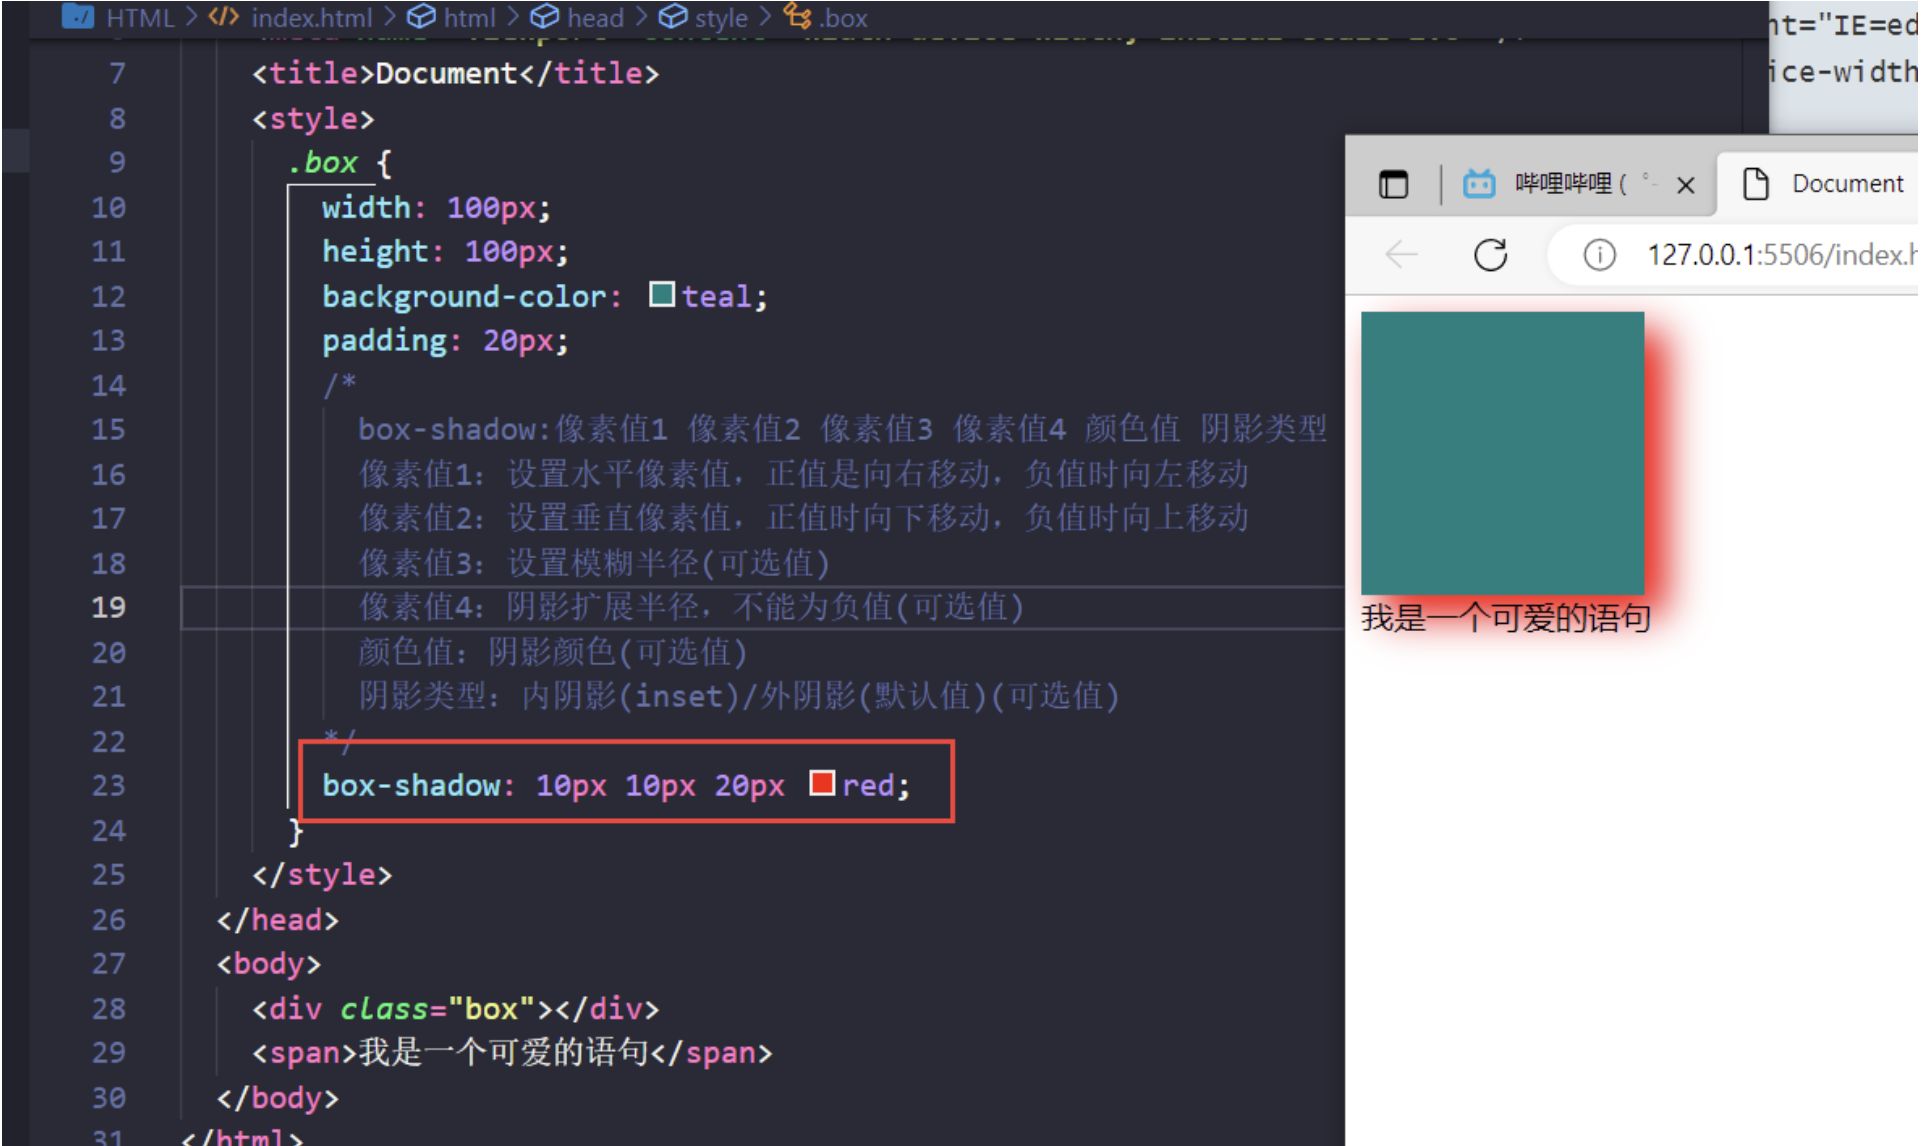 HTML > index.html > html > head > style > .box
7 <title>Document</title>
8 <style>
9 .box {
10 width: 100px;
11 height: 100px;
12 background-color: teal;
13 padding: 20px;
14 /*
15 box-shadow:像素值1 像素值2 像素值3 像素值4 颜色值 阴影类型
16 像素值1: 设置水平像素值, 正值是向右移动, 负值时向左移动
17 像素值2: 设置垂直像素值, 正值时向下移动, 负值时向上移动
18 像素值3: 设置模糊半径(可选值)
19 像素值4: 阴影扩展半径, 不能为负值(可选值)
20 颜色值: 阴影颜色(可选值)
21 阴影类型: 内阴影(inset)/外阴影(默认值)(可选值)
22 */
23 box-shadow: 10px 10px 20px red;
24 }
25 </style>
26 </head>
27 <body>
28 <div class="box"></div>
29 <span>我是一个可爱的语句</span>
30 </body>
31 </html>
nt="IE=ed
ice-width
哔哩哔哩 ( ゜- × Document
127.0.0.1:5506/index.h
我是一个可爱的语句